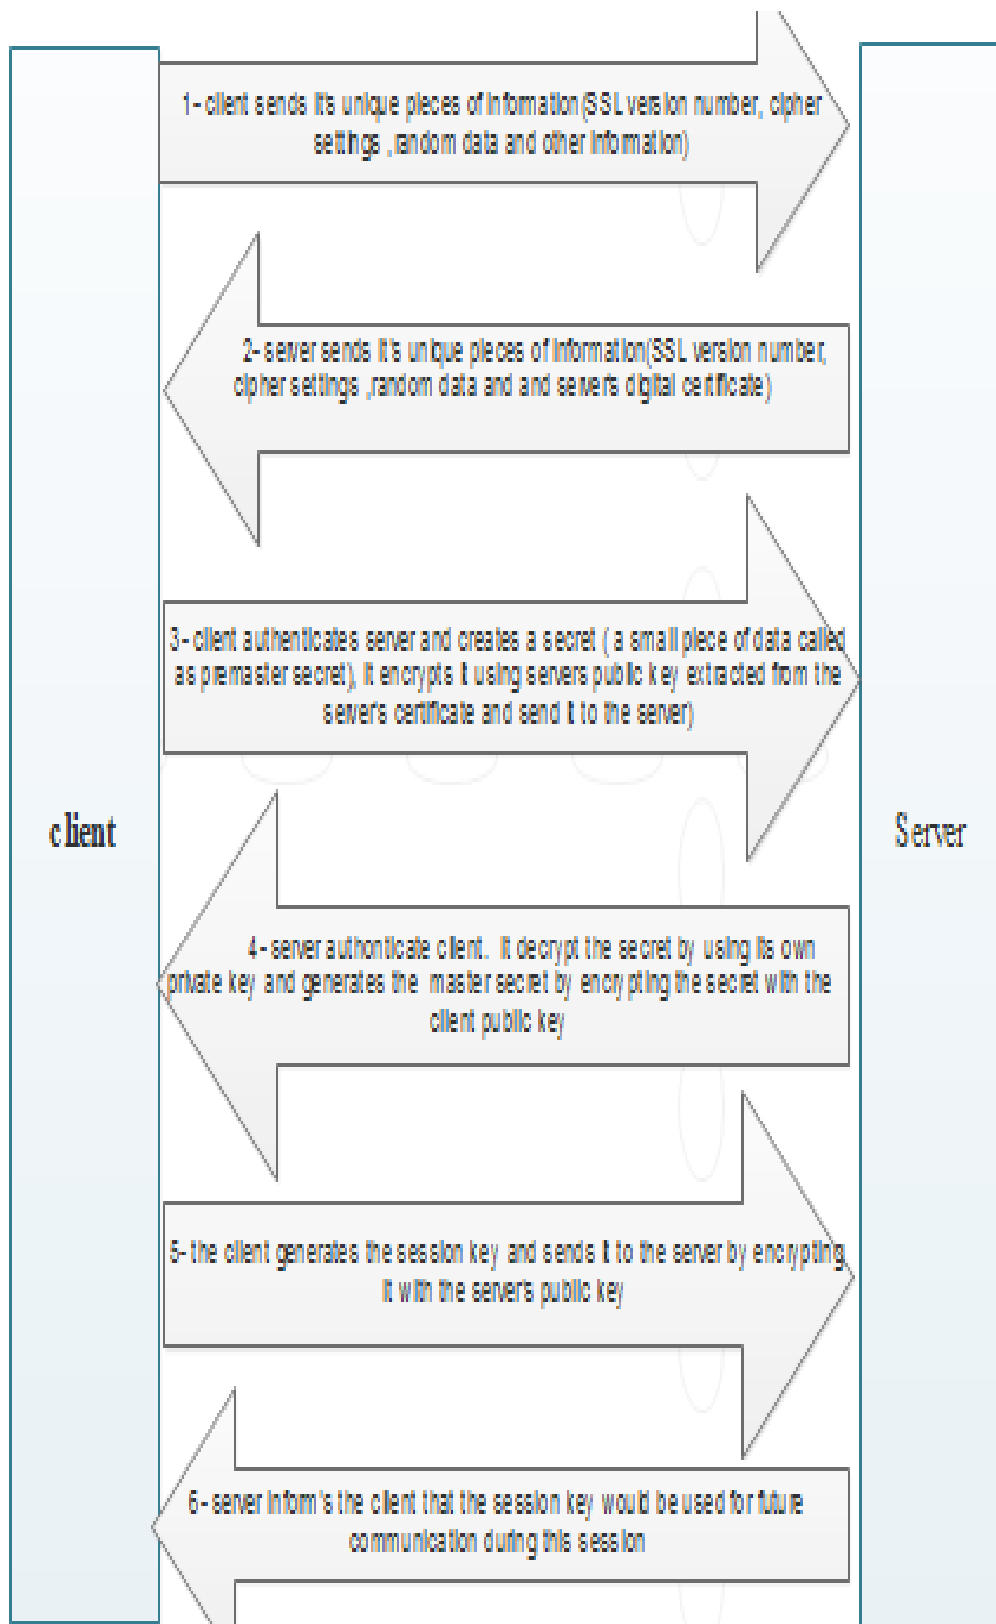 1- client sends it's unique pieces of information(SSL version number, cipher
settings ,random data and other information)
2- server sends it's unique pieces of information(SSL version number,
cipher settings ,random data and and server's digital certificate)
3- client authenticates server and creates a secret ( a small piece of data called
as premaster secret), it encrypts it using servers public key extracted from the
server's certificate and send it to the server)
client
Server
4- server authonticate client. it decrypt the secret by using its own
private key and generates the master secret by encrypting the secret with the
client public key
5- the client generates the session key and sends it to the server by encrypting
it with the server's public key
6- server inform's the client that the session key would be used for future
communication during this session